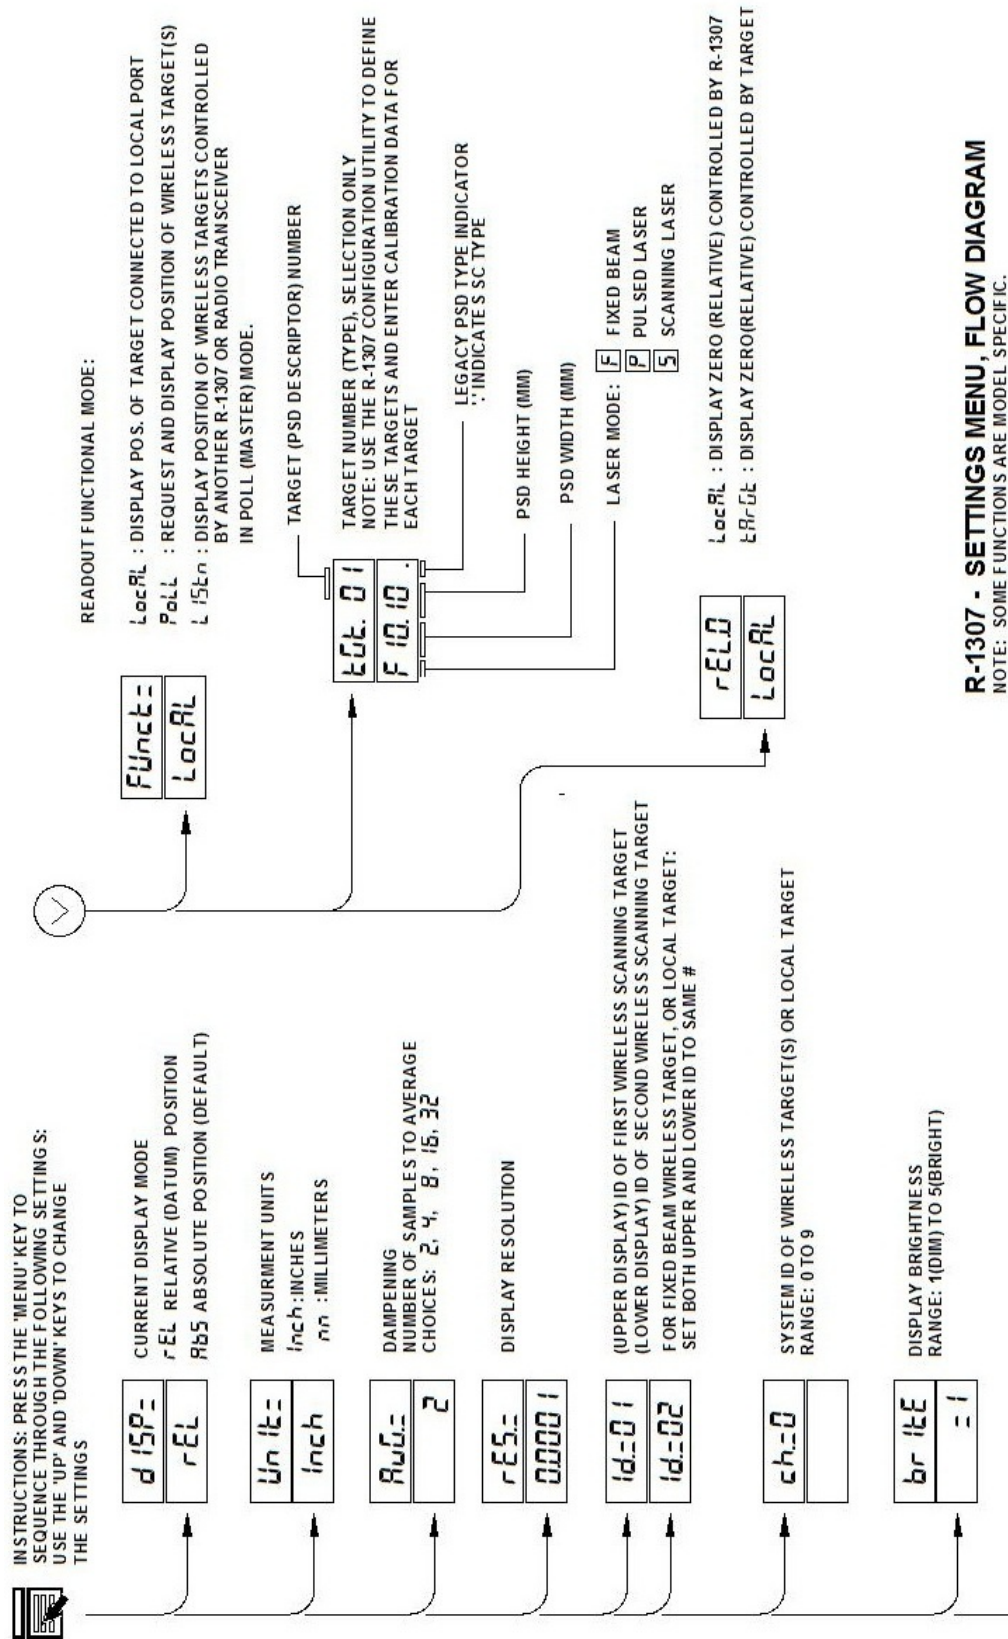 INSTRUCTIONS: PRESS THE 'MENU' KEY TO
SEQUENCE THROUGH THE FOLLOWING SETTINGS:
USE THE 'UP' AND 'DOWN' KEYS TO CHANGE
THE SETTINGS
dISP=
rEL
CURRENT DISPLAY MODE
rEL RELATIVE (DATUM) POSITION
AbS ABSOLUTE POSITION (DEFAULT)
UnIt=
Inch
MEASURMENT UNITS
Inch:INCHES
nn :MILLIMETERS
AuG.=
2
DAMPENING
NUMBER OF SAMPLES TO AVERAGE
CHOICES: 2, 4, 8, 16, 32
rES.=
0.0001
DISPLAY RESOLUTION
Id.=01
Id.=02
(UPPER DISPLAY) ID OF FIRST WIRELESS SCANNING TARGET
(LOWER DISPLAY) ID OF SECOND WIRELESS SCANNING TARGET
FOR FIXED BEAM WIRELESS TARGET, OR LOCAL TARGET:
SET BOTH UPPER AND LOWER ID TO SAME #
ch.=0
SYSTEM ID OF WIRELESS TARGET(S) OR LOCAL TARGET
RANGE: 0 TO 9
brItE
=1
DISPLAY BRIGHTNESS
RANGE: 1(DIM) TO 5(BRIGHT)
FUnct=
LocAL
READOUT FUNCTIONAL MODE:
LocAL : DISPLAY POS. OF TARGET CONNECTED TO LOCAL PORT
PoLL : REQUEST AND DISPLAY POSITION OF WIRELESS TARGET(S)
LIStn : DISPLAY POSITION OF WIRELESS TARGETS CONTROLLED
BY ANOTHER R-1307 OR RADIO TRANSCEIVER
IN POLL (MASTER) MODE.
TARGET (PSD DESCRIPTOR) NUMBER
tGt. 01
F 10.10 .
TARGET NUMBER (TYPE), SELECTION ONLY
NOTE: USE THE R-1307 CONFIGURATION UTILITY TO DEFINE
THESE TARGETS AND ENTER CALIBRATION DATA FOR
EACH TARGET
LEGACY PSD TYPE INDICATOR
'.' INDICATES SC TYPE
PSD HEIGHT (MM)
PSD WIDTH (MM)
LASER MODE: F FIXED BEAM
P PULSED LASER
S SCANNING LASER
rEL.0
LocAL
LocAL : DISPLAY ZERO (RELATIVE) CONTROLLED BY R-1307
tArGt : DISPLAY ZERO(RELATIVE) CONTROLLED BY TARGET
R-1307 - SETTINGS MENU, FLOW DIAGRAM
NOTE: SOME FUNCTIONS ARE MODEL SPECIFIC.